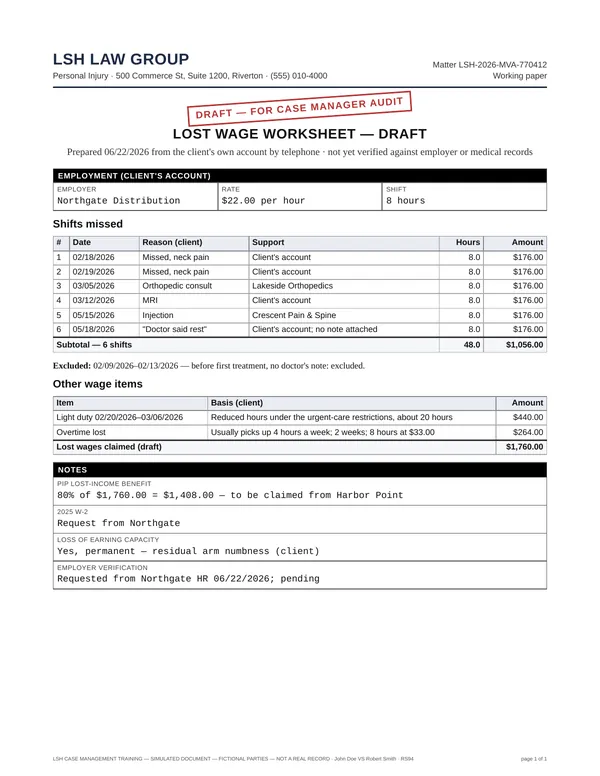 LSH LAW GROUP
Personal Injury · 500 Commerce St, Suite 1200, Riverton · (555) 010-4000
Matter LSH-2026-MVA-770412
Working paper
DRAFT — FOR CASE MANAGER AUDIT
LOST WAGE WORKSHEET — DRAFT
Prepared 06/22/2026 from the client's own account by telephone · not yet verified against employer or medical records
EMPLOYMENT (CLIENT'S ACCOUNT)
EMPLOYER RATE SHIFT
Northgate Distribution $22.00 per hour 8 hours
Shifts missed
# Date Reason (client) Support Hours Amount
1 02/18/2026 Missed, neck pain Client's account 8.0 $176.00
2 02/19/2026 Missed, neck pain Client's account 8.0 $176.00
3 03/05/2026 Orthopedic consult Lakeside Orthopedics 8.0 $176.00
4 03/12/2026 MRI Client's account 8.0 $176.00
5 05/15/2026 Injection Crescent Pain & Spine 8.0 $176.00
6 05/18/2026 "Doctor said rest" Client's account; no note attached 8.0 $176.00
Subtotal — 6 shifts 48.0 $1,056.00
Excluded: 02/09/2026–02/13/2026 — before first treatment, no doctor's note: excluded.
Other wage items
Item Basis (client) Amount
Light duty 02/20/2026–03/06/2026 Reduced hours under the urgent-care restrictions, about 20 hours $440.00
Overtime lost Usually picks up 4 hours a week; 2 weeks; 8 hours at $33.00 $264.00
Lost wages claimed (draft) $1,760.00
NOTES
PIP LOST-INCOME BENEFIT
80% of $1,760.00 = $1,408.00 — to be claimed from Harbor Point
2025 W-2
Request from Northgate
LOSS OF EARNING CAPACITY
Yes, permanent — residual arm numbness (client)
EMPLOYER VERIFICATION
Requested from Northgate HR 06/22/2026; pending
LSH CASE MANAGEMENT TRAINING — SIMULATED DOCUMENT — FICTIONAL PARTIES — NOT A REAL RECORD · John Doe VS Robert Smith · RS94
page 1 of 1